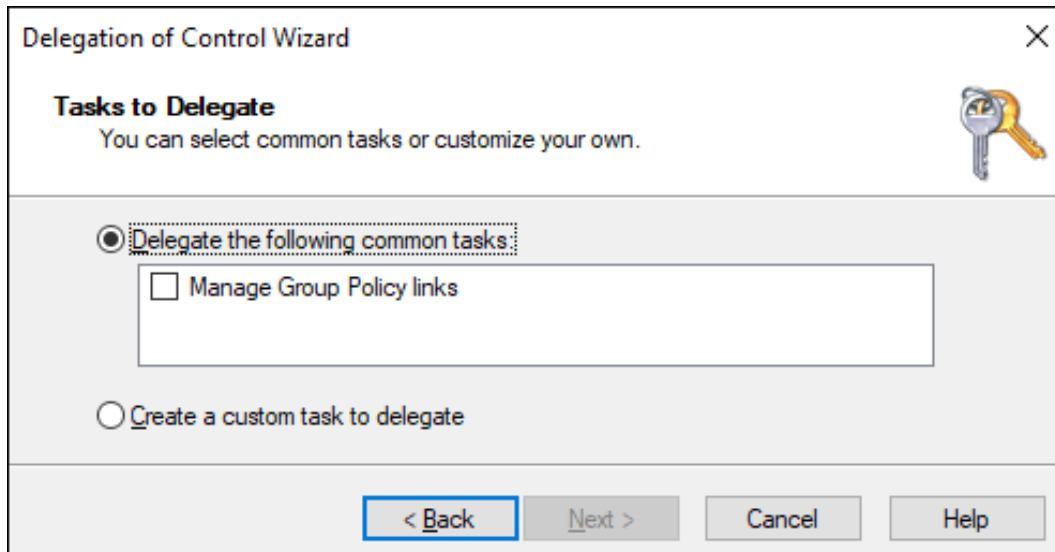 Delegation of Control Wizard
Tasks to Delegate
You can select common tasks or customize your own.
Delegate the following common tasks:
Manage Group Policy links
Create a custom task to delegate
< Back
Next >
Cancel
Help